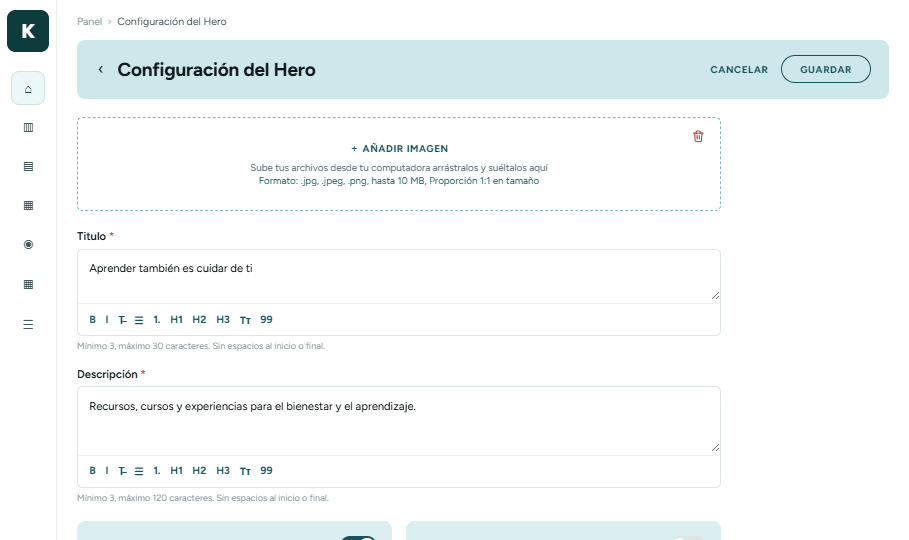 K
Panel › Configuración del Hero
‹ Configuración del Hero
CANCELAR GUARDAR
+ AÑADIR IMAGEN
Sube tus archivos desde tu computadora arrástralos y suéltalos aquí
Formato: .jpg, .jpeg, .png, hasta 10 MB, Proporción 1:1 en tamaño
Titulo *
Aprender también es cuidar de ti
B I T 1. H1 H2 H3 Tт 99
Mínimo 3, máximo 30 caracteres. Sin espacios al inicio o final.
Descripción *
Recursos, cursos y experiencias para el bienestar y el aprendizaje.
B I T 1. H1 H2 H3 Tт 99
Mínimo 3, máximo 120 caracteres. Sin espacios al inicio o final.